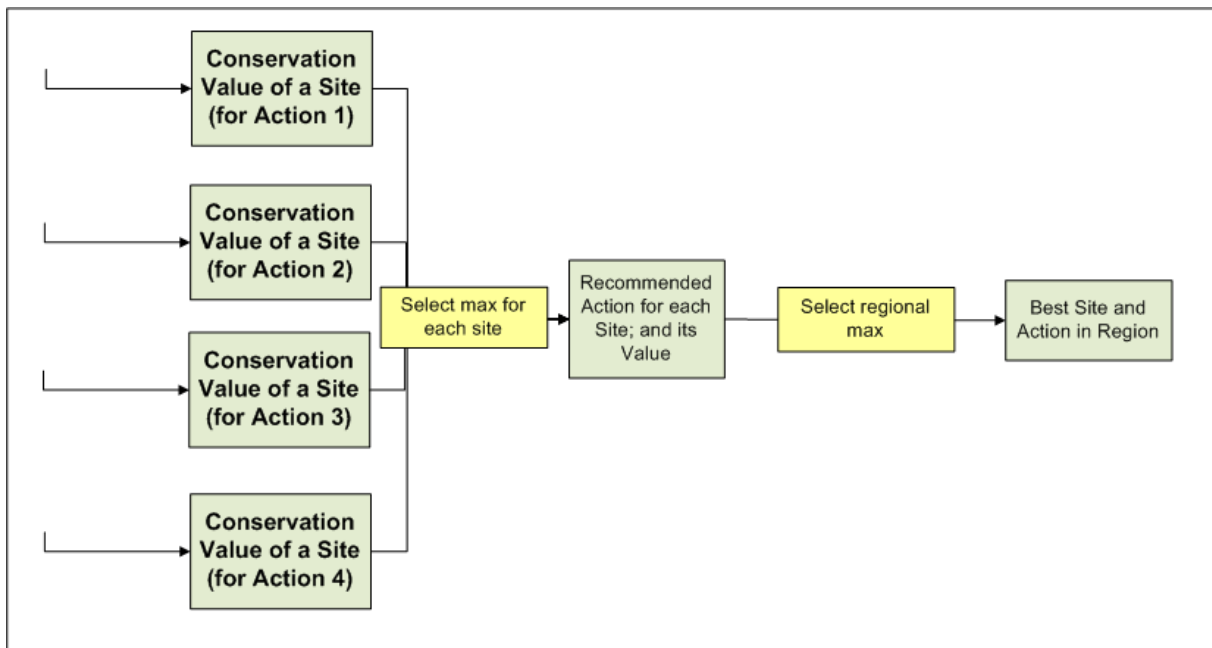 Conservation
Value of a Site
(for Action 1)
Conservation
Value of a Site
(for Action 2)
Conservation
Value of a Site
(for Action 3)
Conservation
Value of a Site
(for Action 4)
Select max for
each site
Recommended
Action for each
Site; and its
Value
Select regional
max
Best Site and
Action in Region